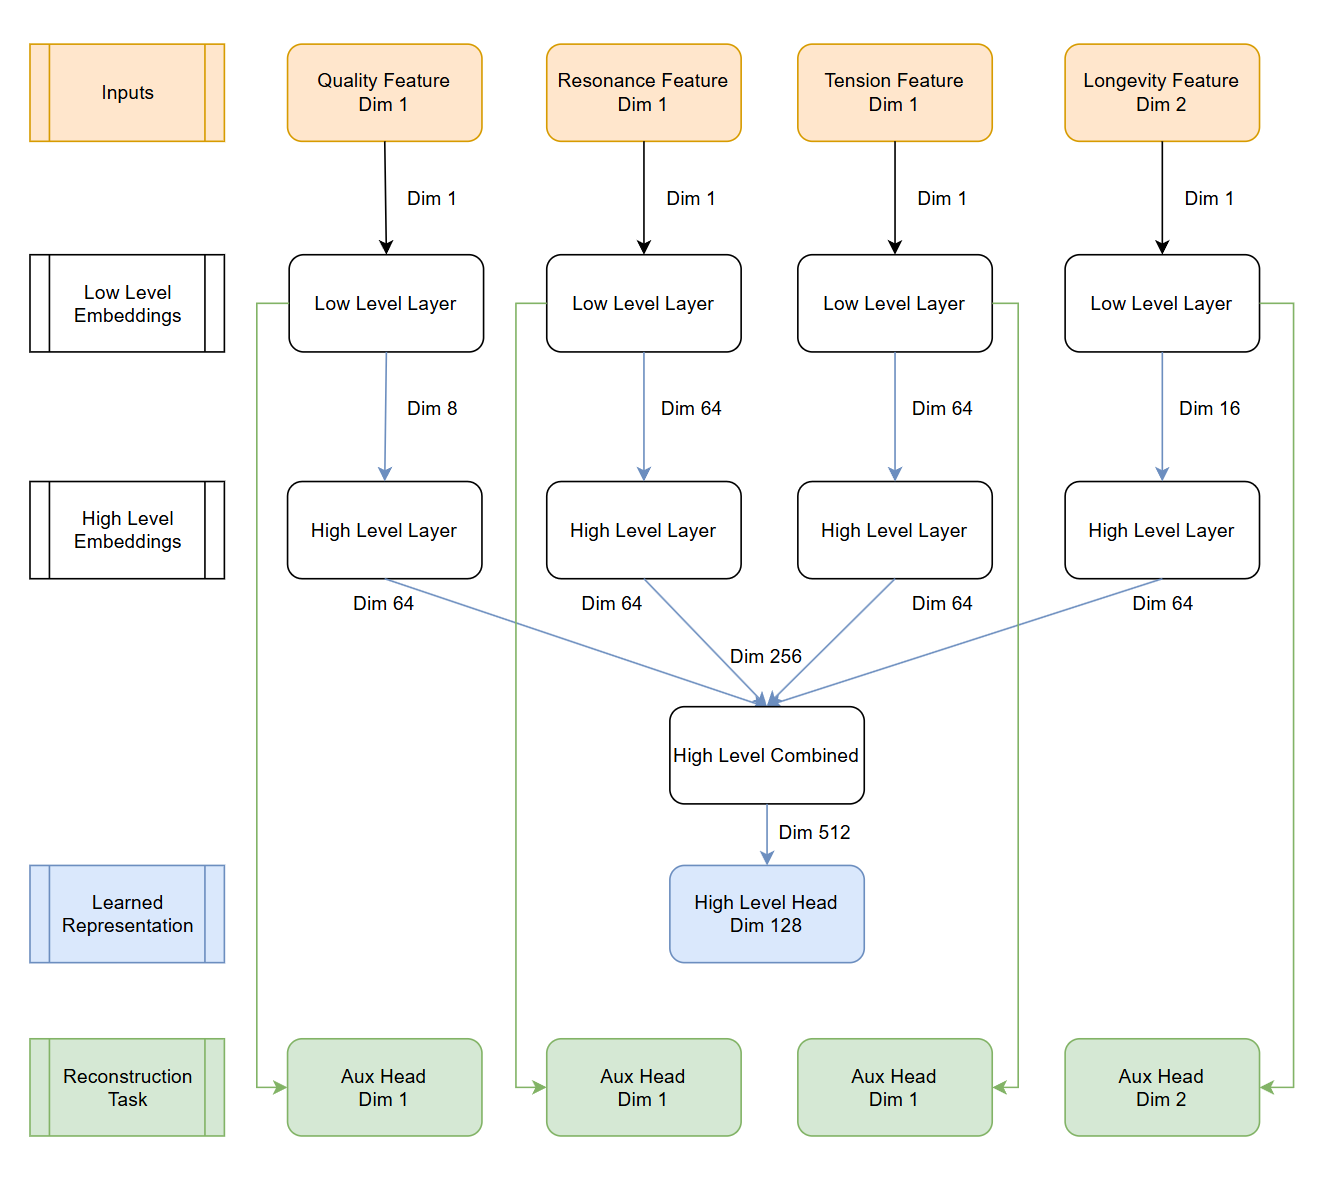 Inputs
Quality Feature
Dim 1
Resonance Feature
Dim 1
Tension Feature
Dim 1
Longevity Feature
Dim 2
Dim 1
Dim 1
Dim 1
Dim 1
Low Level
Embeddings
Low Level Layer
Low Level Layer
Low Level Layer
Low Level Layer
Dim 8
Dim 64
Dim 64
Dim 16
High Level
Embeddings
High Level Layer
High Level Layer
High Level Layer
High Level Layer
Dim 64
Dim 64
Dim 64
Dim 64
Dim 256
High Level Combined
Dim 512
Learned
Representation
High Level Head
Dim 128
Reconstruction
Task
Aux Head
Dim 1
Aux Head
Dim 1
Aux Head
Dim 1
Aux Head
Dim 2